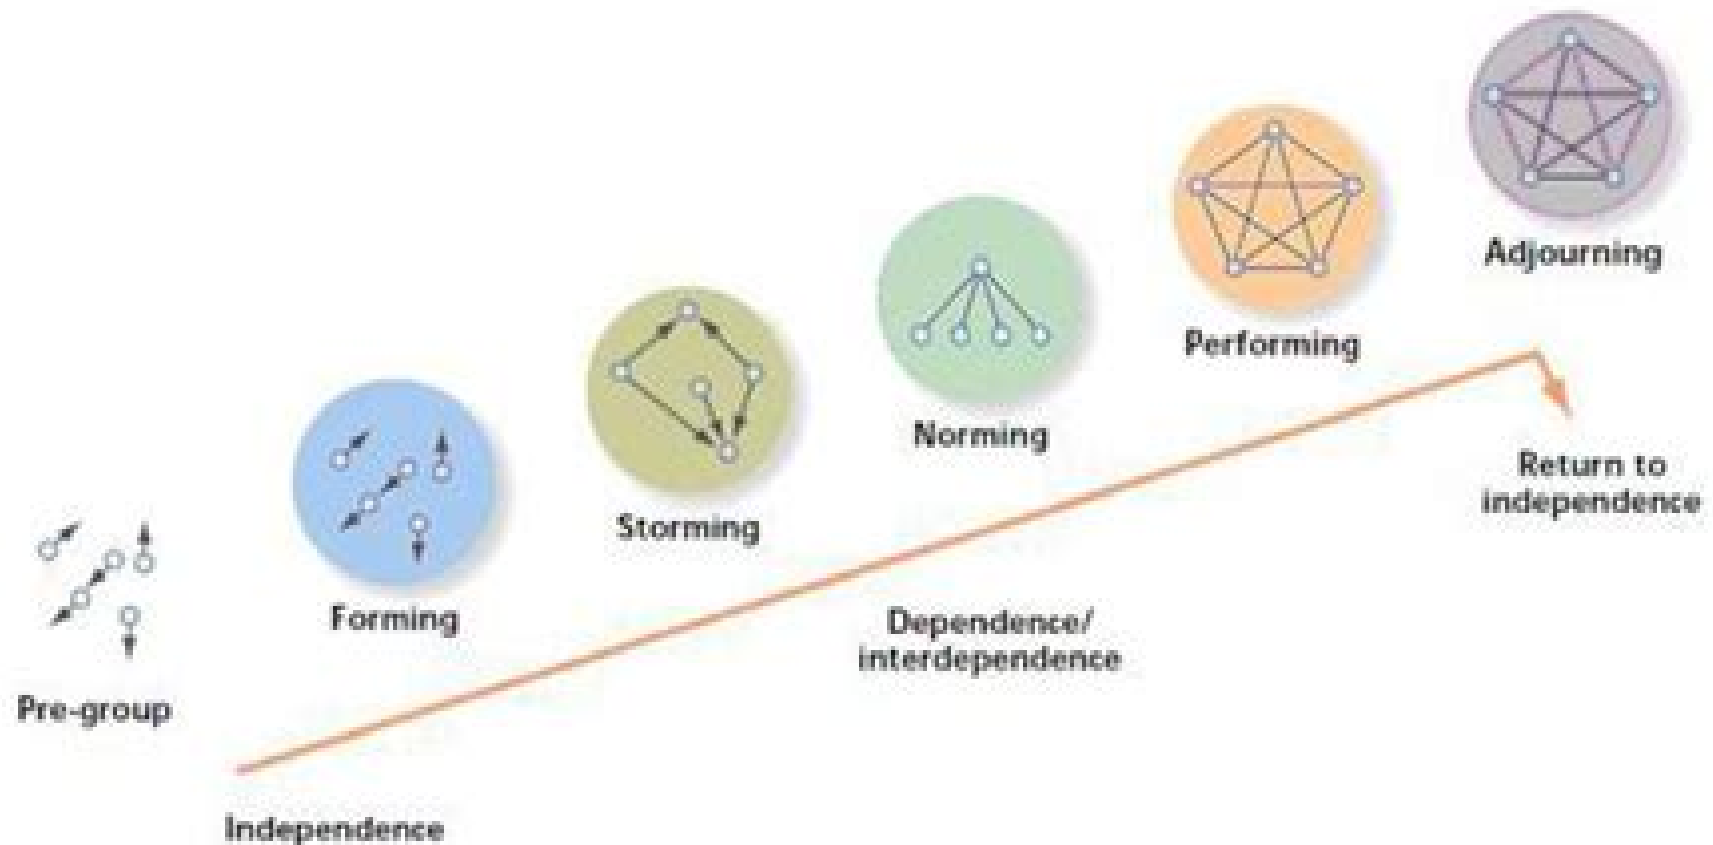 Pre-group
Forming
Storming
Norming
Performing
Adjourning
Independence
Dependence/
interdependence
Return to
independence